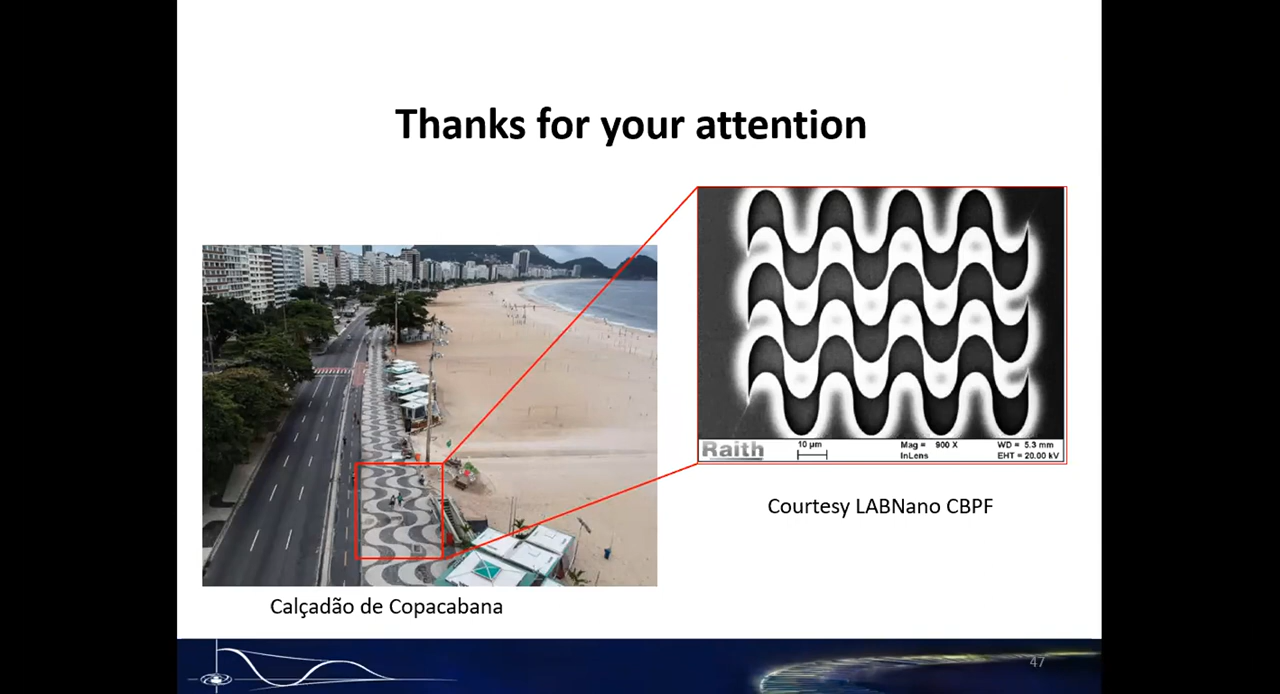 Thanks for your attention
Raith
10 µm
Mag = 900 X
InLens
WD = 5.3 mm
EHT = 20.00 kV
Courtesy LABNano CBPF
Calçadão de Copacabana
47